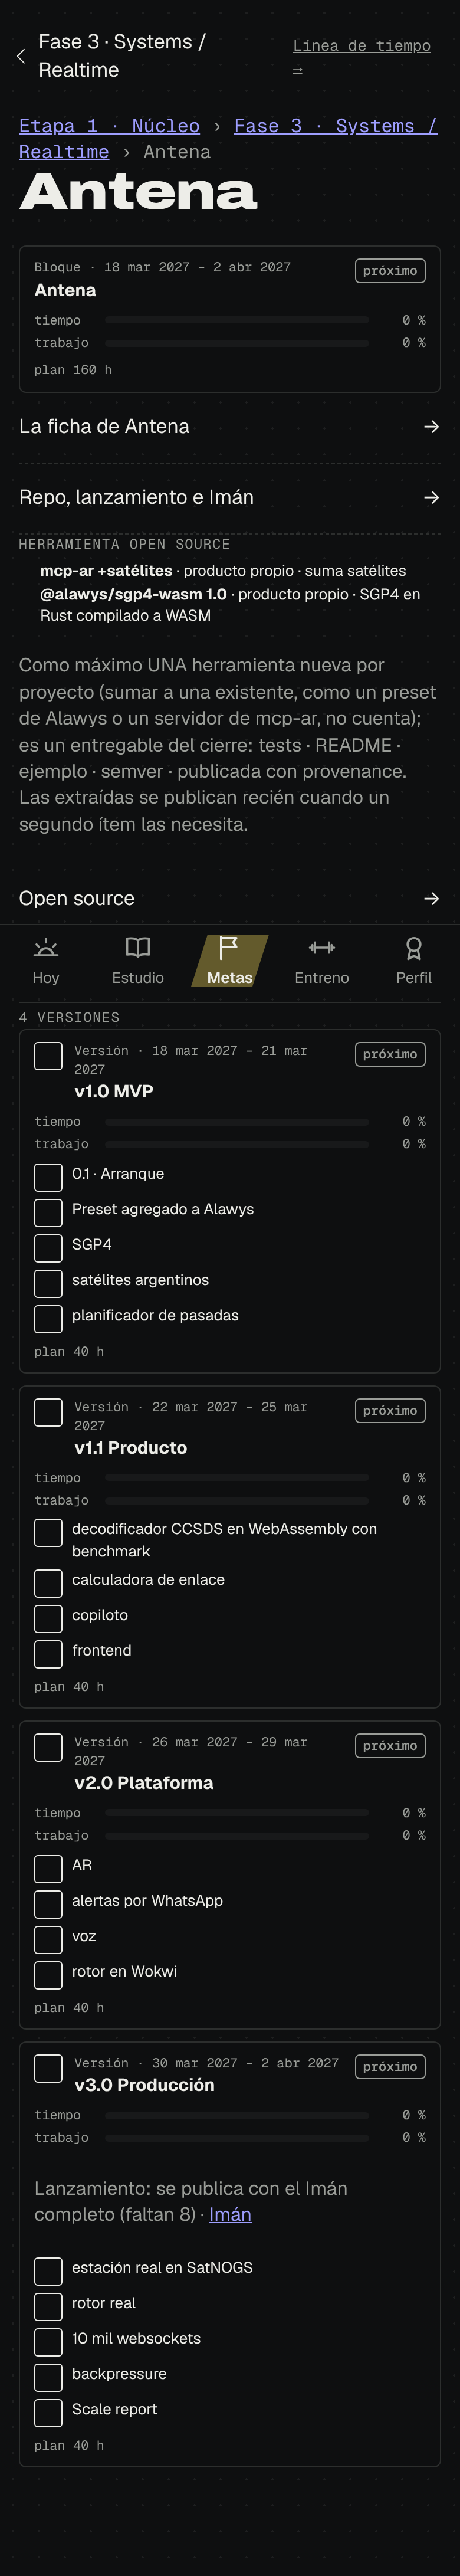 Fase 3 · Systems /
Realtime
Línea de tiempo
→
Etapa 1 · Núcleo › Fase 3 · Systems /
Realtime › Antena
Antena
Bloque · 18 mar 2027 – 2 abr 2027
próximo
Antena
tiempo 0 %
trabajo 0 %
plan 160 h
La ficha de Antena →
Repo, lanzamiento e Imán →
HERRAMIENTA OPEN SOURCE
mcp-ar +satélites · producto propio · suma satélites
@alawys/sgp4-wasm 1.0 · producto propio · SGP4 en
Rust compilado a WASM
Como máximo UNA herramienta nueva por
proyecto (sumar a una existente, como un preset
de Alawys o un servidor de mcp-ar, no cuenta);
es un entregable del cierre: tests · README ·
ejemplo · semver · publicada con provenance.
Las extraídas se publican recién cuando un
segundo ítem las necesita.
Open source →
Hoy Estudio Metas Entreno Perfil
4 VERSIONES
Versión · 18 mar 2027 – 21 mar
2027
próximo
v1.0 MVP
tiempo 0 %
trabajo 0 %
0.1 · Arranque
Preset agregado a Alawys
SGP4
satélites argentinos
planificador de pasadas
plan 40 h
Versión · 22 mar 2027 – 25 mar
2027
próximo
v1.1 Producto
tiempo 0 %
trabajo 0 %
decodificador CCSDS en WebAssembly con
benchmark
calculadora de enlace
copiloto
frontend
plan 40 h
Versión · 26 mar 2027 – 29 mar
2027
próximo
v2.0 Plataforma
tiempo 0 %
trabajo 0 %
AR
alertas por WhatsApp
voz
rotor en Wokwi
plan 40 h
Versión · 30 mar 2027 – 2 abr 2027
próximo
v3.0 Producción
tiempo 0 %
trabajo 0 %
Lanzamiento: se publica con el Imán
completo (faltan 8) · Imán
estación real en SatNOGS
rotor real
10 mil websockets
backpressure
Scale report
plan 40 h